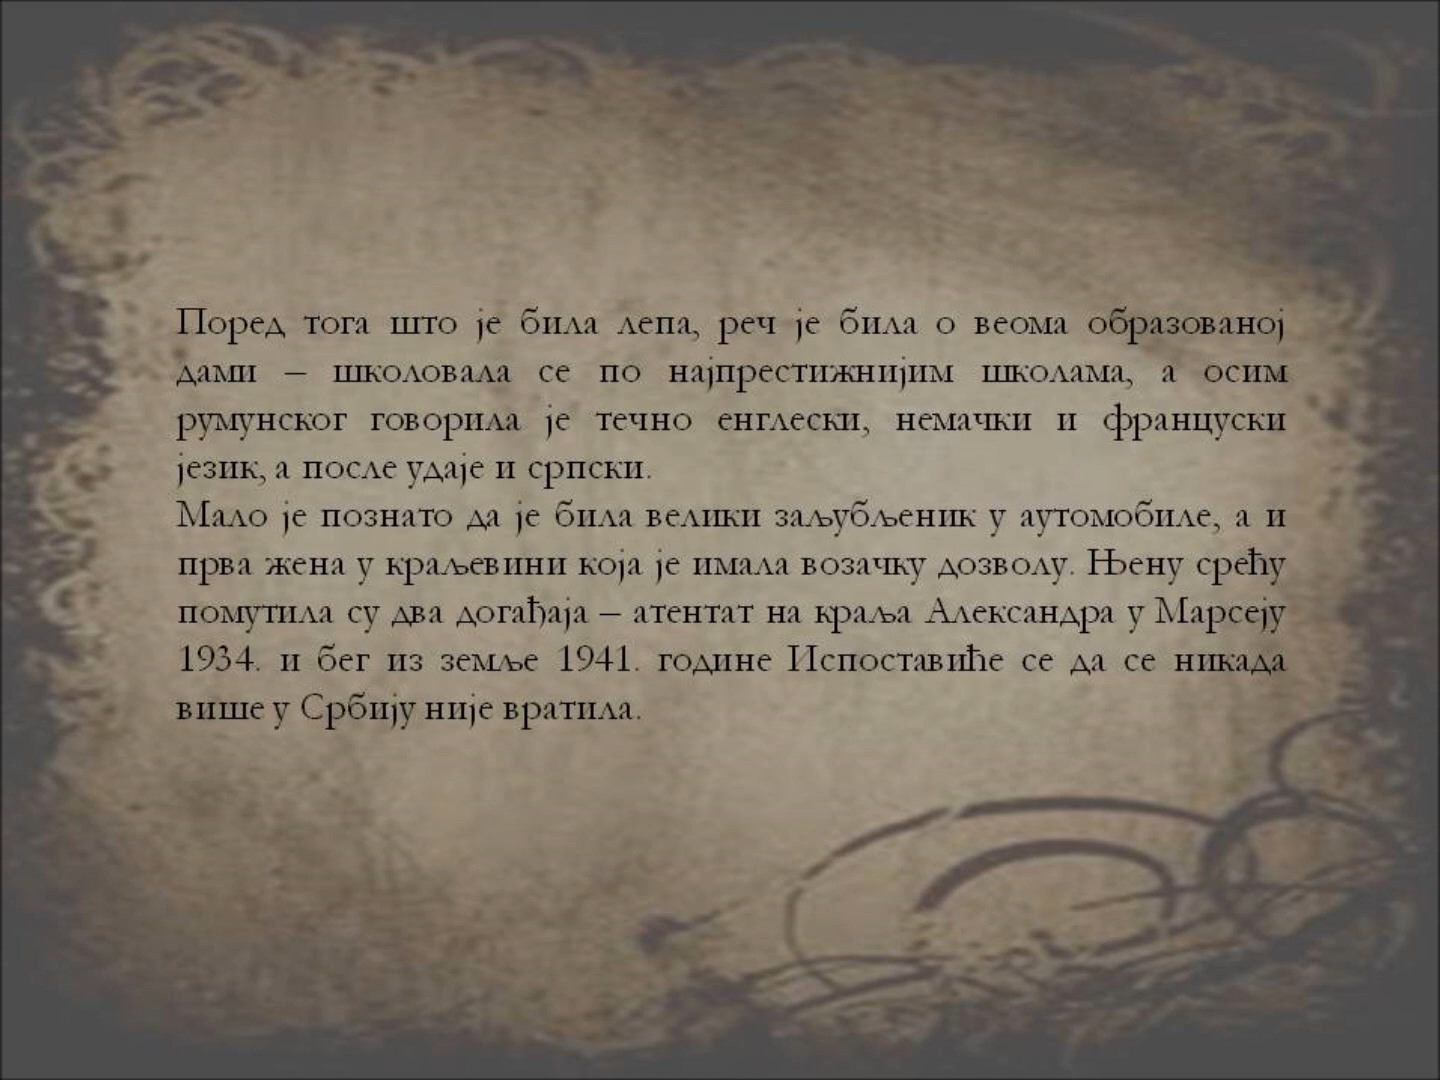 Поред тога што је била лепа, реч је била о веома образованој
дами – школовала се по најпрестижнијим школама, а осим
румунског говорила је течно енглески, немачки и француски
језик, а после удаје и српски.
Мало је познато да је била велики заљубљеник у аутомобиле, а и
прва жена у краљевини која је имала возачку дозволу. Њену срећу
помутила су два догађаја – атентат на краља Александра у Марсеју
1934. и бег из земље 1941. године Испоставиће се да се никада
више у Србију није вратила.